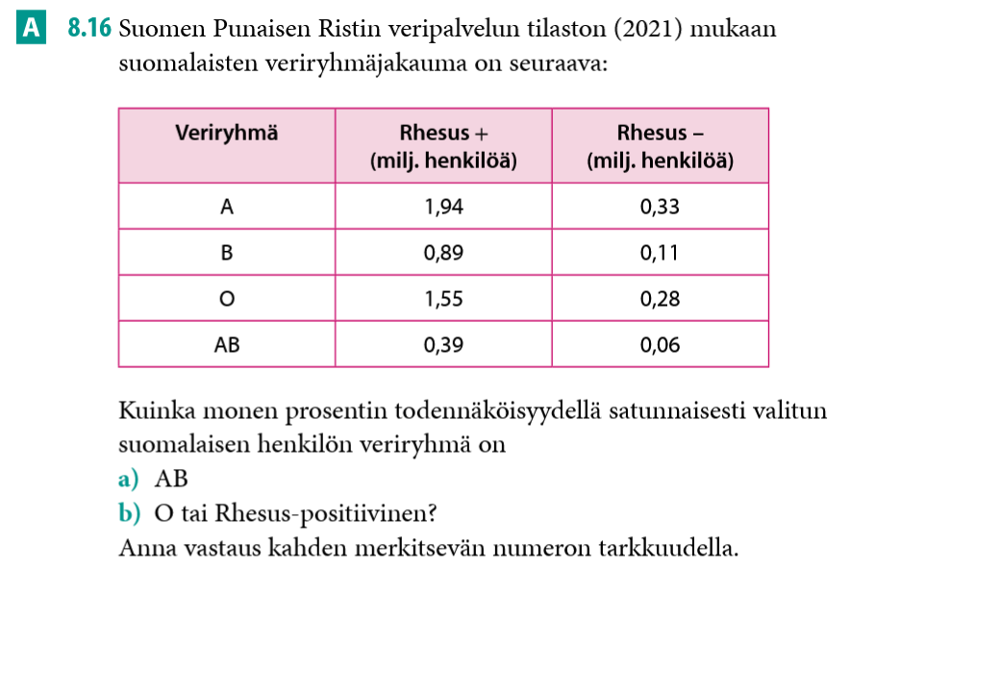 A 8.16 Suomen Punaisen Ristin veripalvelun tilaston (2021) mukaan
suomalaisten veriryhmäjakauma on seuraava:
Veriryhmä Rhesus + Rhesus –
(milj. henkilöä) (milj. henkilöä)
A 1,94 0,33
B 0,89 0,11
O 1,55 0,28
AB 0,39 0,06
Kuinka monen prosentin todennäköisyydellä satunnaisesti valitun
suomalaisen henkilön veriryhmä on
a) AB
b) O tai Rhesus-positiivinen?
Anna vastaus kahden merkitsevän numeron tarkkuudella.